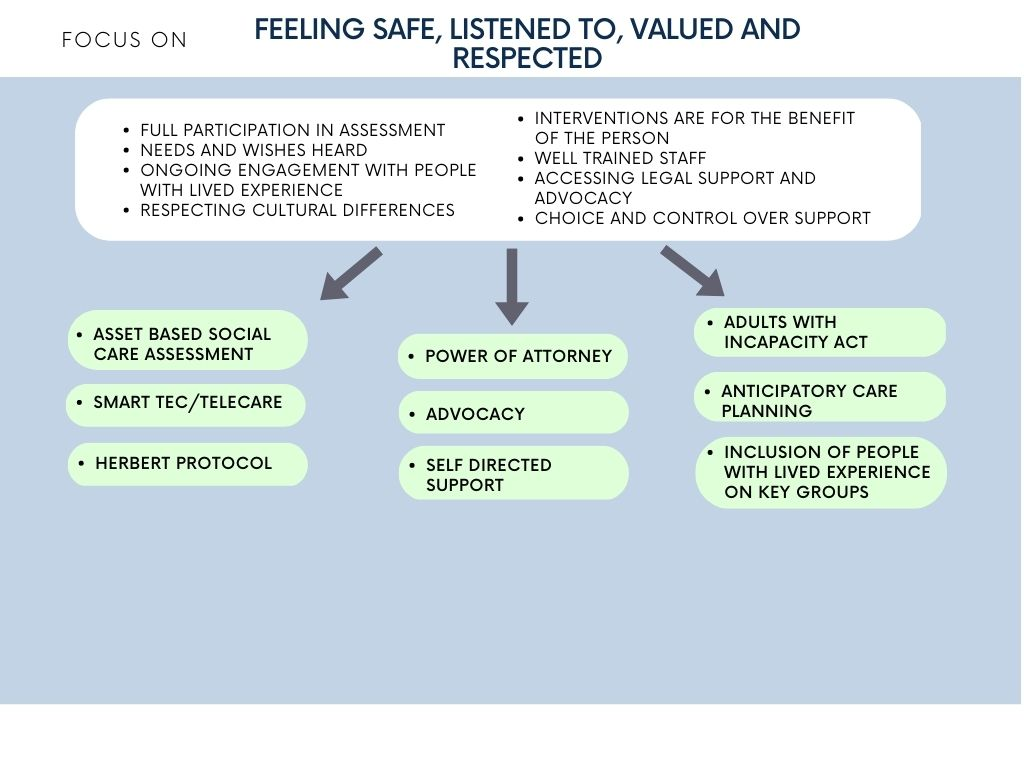 FOCUS ON
FEELING SAFE, LISTENED TO, VALUED AND
RESPECTED
• FULL PARTICIPATION IN ASSESSMENT
• NEEDS AND WISHES HEARD
• ONGOING ENGAGEMENT WITH PEOPLE
WITH LIVED EXPERIENCE
• RESPECTING CULTURAL DIFFERENCES
• INTERVENTIONS ARE FOR THE BENEFIT
OF THE PERSON
• WELL TRAINED STAFF
• ACCESSING LEGAL SUPPORT AND
ADVOCACY
• CHOICE AND CONTROL OVER SUPPORT
• ASSET BASED SOCIAL
CARE ASSESSMENT
• SMART TEC/TELECARE
• HERBERT PROTOCOL
• POWER OF ATTORNEY
• ADVOCACY
• SELF DIRECTED
SUPPORT
• ADULTS WITH
INCAPACITY ACT
• ANTICIPATORY CARE
PLANNING
• INCLUSION OF PEOPLE
WITH LIVED EXPERIENCE
ON KEY GROUPS